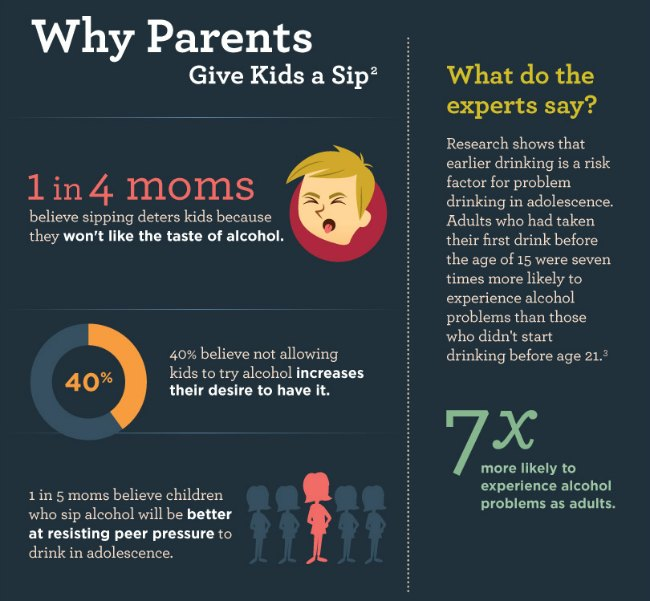 Why Parents
Give Kids a Sip²
1 in 4 moms
believe sipping deters kids because
they won't like the taste of alcohol.
40%
40% believe not allowing
kids to try alcohol increases
their desire to have it.
1 in 5 moms believe children
who sip alcohol will be better
at resisting peer pressure to
drink in adolescence.
What do the
experts say?
Research shows that
earlier drinking is a risk
factor for problem
drinking in adolescence.
Adults who had taken
their first drink before
the age of 15 were seven
times more likely to
experience alcohol
problems than those
who didn't start
drinking before age 21.³
7x
more likely to
experience alcohol
problems as adults.